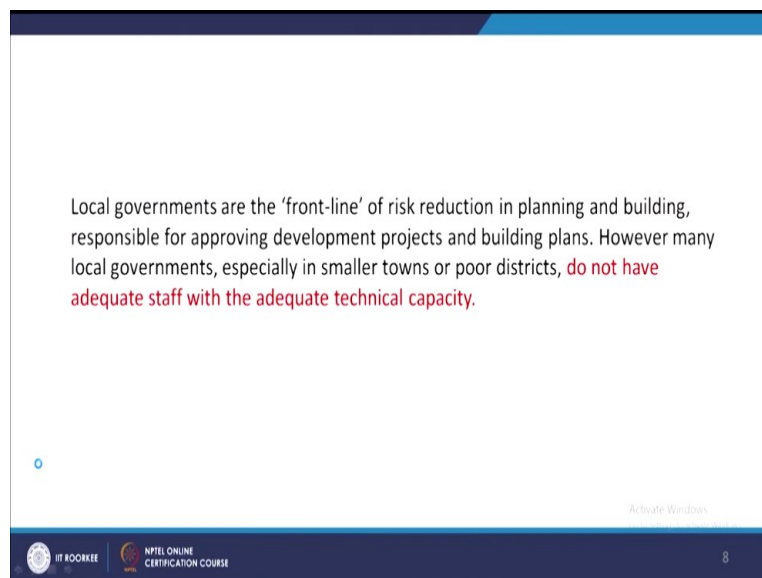 Local governments are the ‘front-line’ of risk reduction in planning and building,
responsible for approving development projects and building plans. However many
local governments, especially in smaller towns or poor districts, do not have
adequate staff with the adequate technical capacity.
Activate Windows
IIT ROORKEE
NPTEL ONLINE
CERTIFICATION COURSE
8